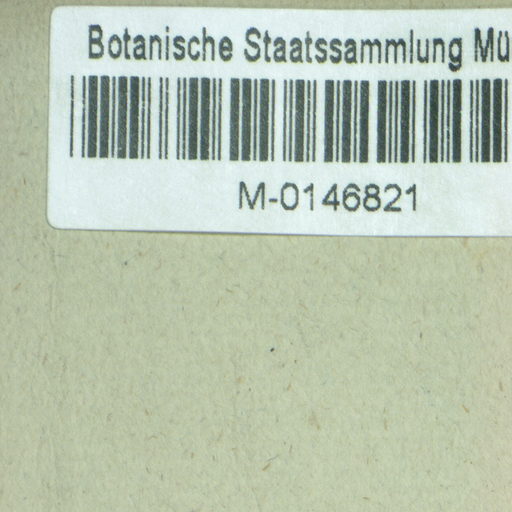 Botanische Staatssammlung Mü
M-0146821